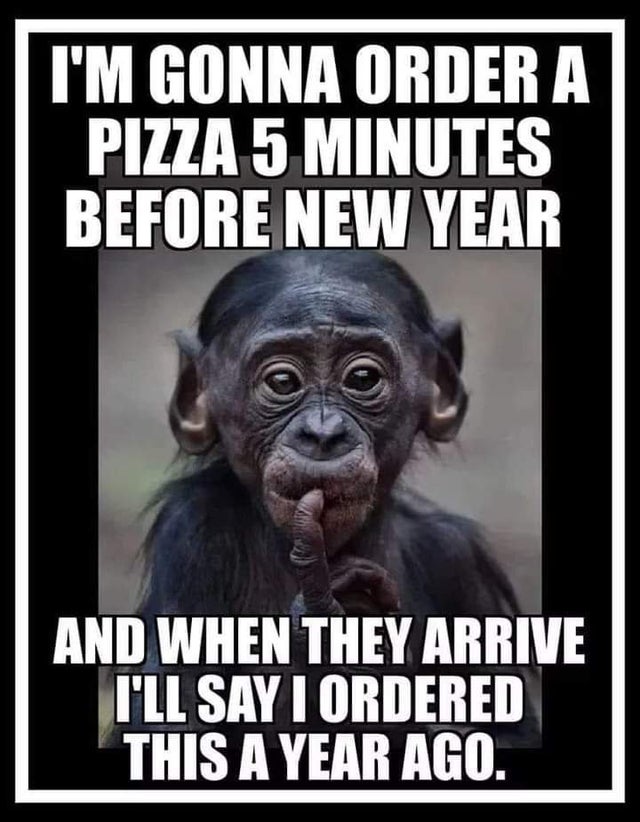 I'M GONNA ORDER A
PIZZA 5 MINUTES
BEFORE NEW YEAR
AND WHEN THEY ARRIVE
I'LL SAY I ORDERED
THIS A YEAR AGO.